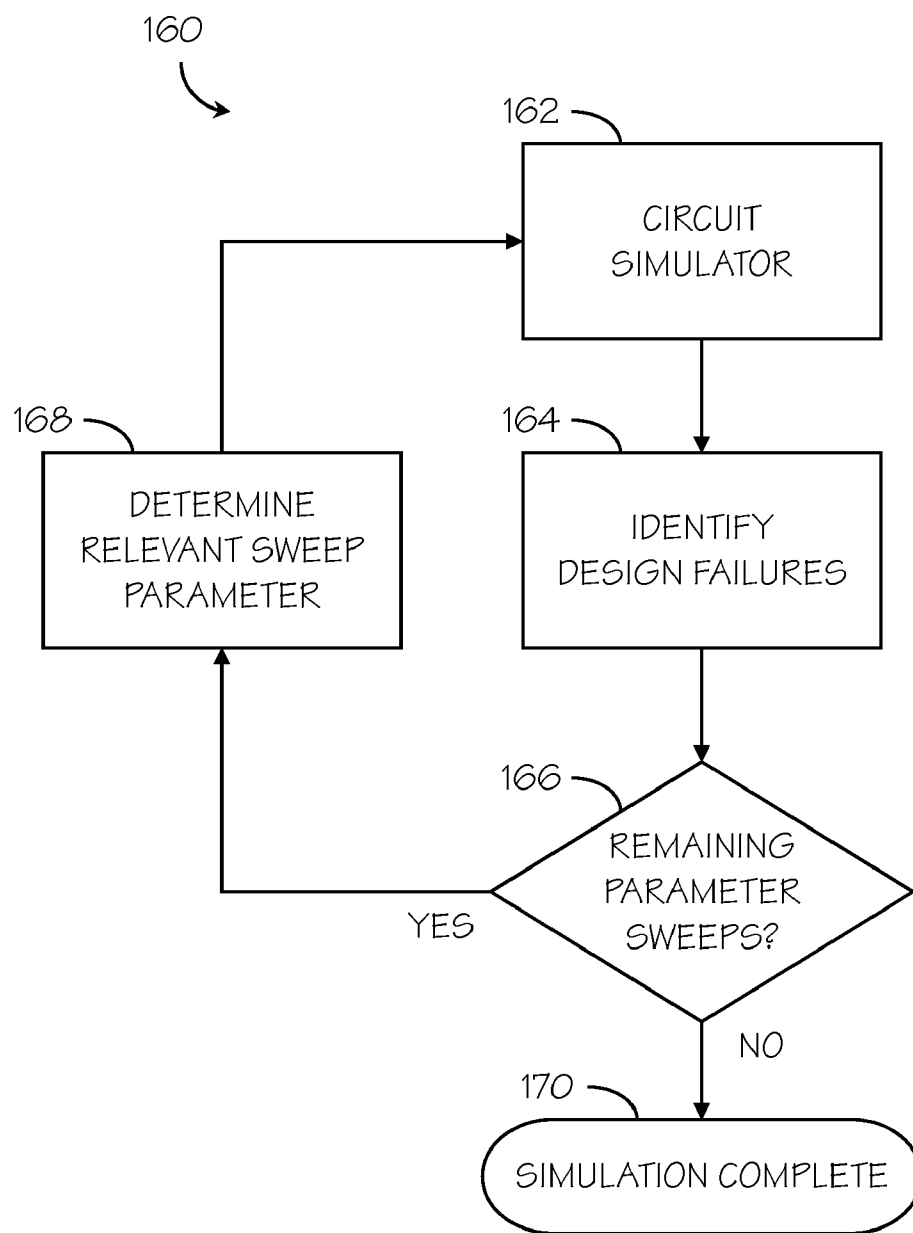 160
162
CIRCUIT
SIMULATOR
168
DETERMINE
RELEVANT SWEEP
PARAMETER
164
IDENTIFY
DESIGN FAILURES
166
REMAINING
PARAMETER
SWEEPS?
YES
NO
170
SIMULATION COMPLETE